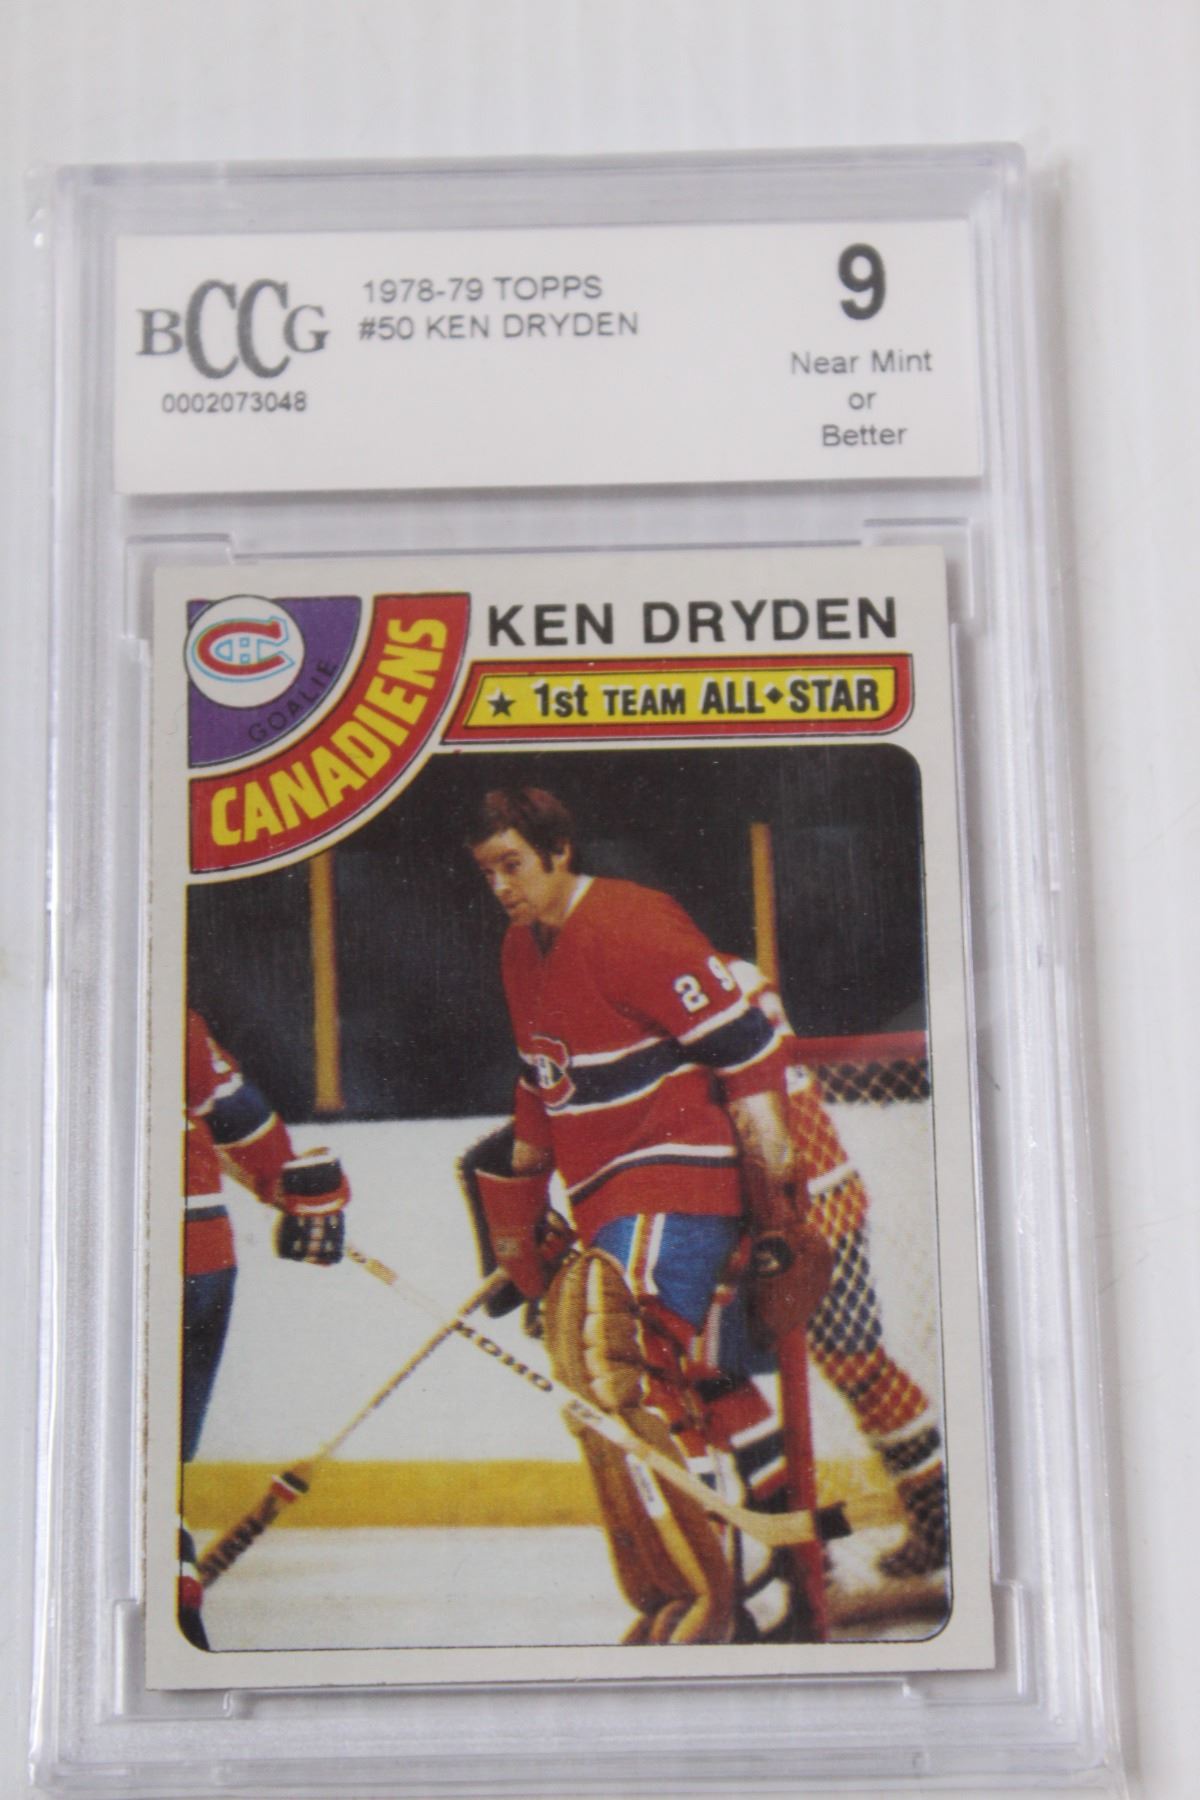 BCCG
0002073048
1978-79 TOPPS
#50 KEN DRYDEN
9
Near Mint
or
Better
KEN DRYDEN
★ 1st TEAM ALL◆STAR
GOALIE
CANADIENS
29
KOHO